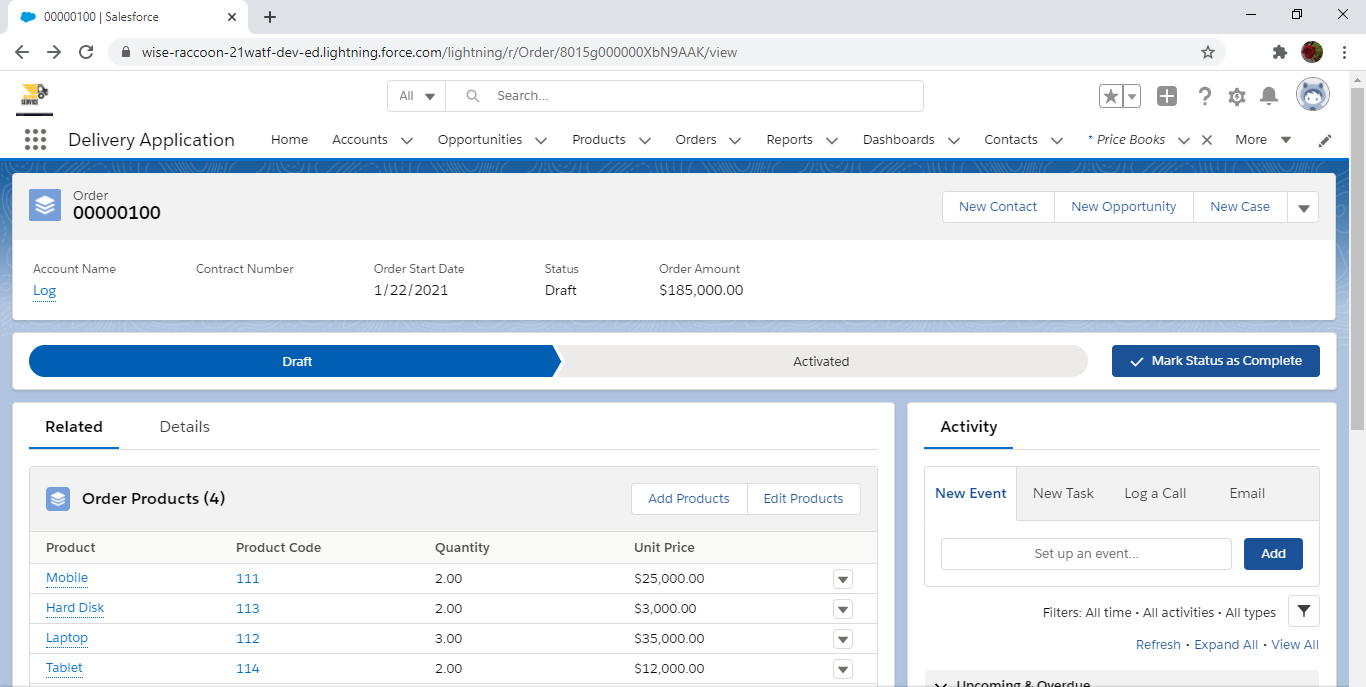 00000100 | Salesforce
wise-raccoon-21watf-dev-ed.lightning.force.com/lightning/r/Order/8015g000000XbN9AAK/view
SERVICE
All Search...
Delivery Application Home Accounts Opportunities Products Orders Reports Dashboards Contacts * Price Books More
Order
00000100
New Contact New Opportunity New Case
Account Name Contract Number Order Start Date Status Order Amount
Log 1/22/2021 Draft $185,000.00
Draft Activated Mark Status as Complete
Related Details
Order Products (4) Add Products Edit Products
Product Product Code Quantity Unit Price
Mobile 111 2.00 $25,000.00
Hard Disk 113 2.00 $3,000.00
Laptop 112 3.00 $35,000.00
Tablet 114 2.00 $12,000.00
Activity
New Event New Task Log a Call Email
Set up an event... Add
Filters: All time • All activities • All types
Refresh • Expand All • View All
Upcoming & Overdue